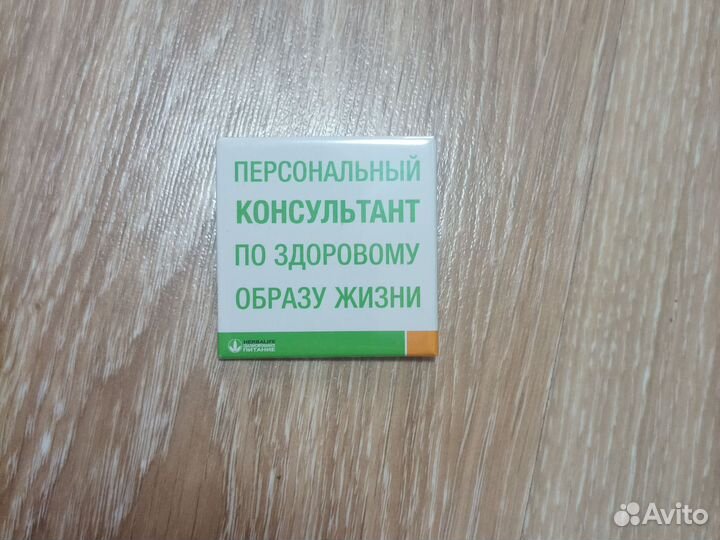 ПЕРСОНАЛЬНЫЙ
КОНСУЛЬТАНТ
ПО ЗДОРОВОМУ
ОБРАЗУ ЖИЗНИ
HERBALIFE
ПИТАНИЕ
Avito